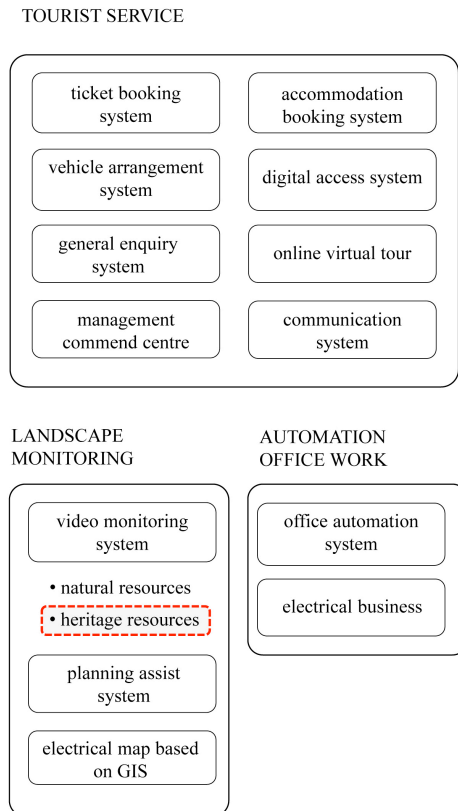 TOURIST SERVICE
ticket booking
system
accommodation
booking system
vehicle arrangement
system
digital access system
general enquiry
system
online virtual tour
management
commend centre
communication
system
LANDSCAPE
MONITORING
video monitoring
system
• natural resources
• heritage resources
planning assist
system
electrical map based
on GIS
AUTOMATION
OFFICE WORK
office automation
system
electrical business